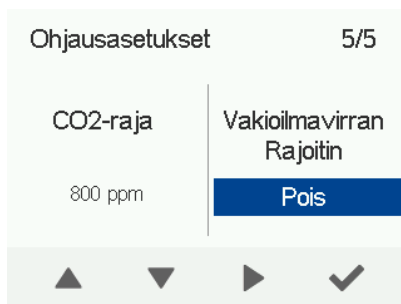 Ohjausasetukset 5/5
CO2-raja
800 ppm
Vakioilmavirran
Rajoitin
Pois